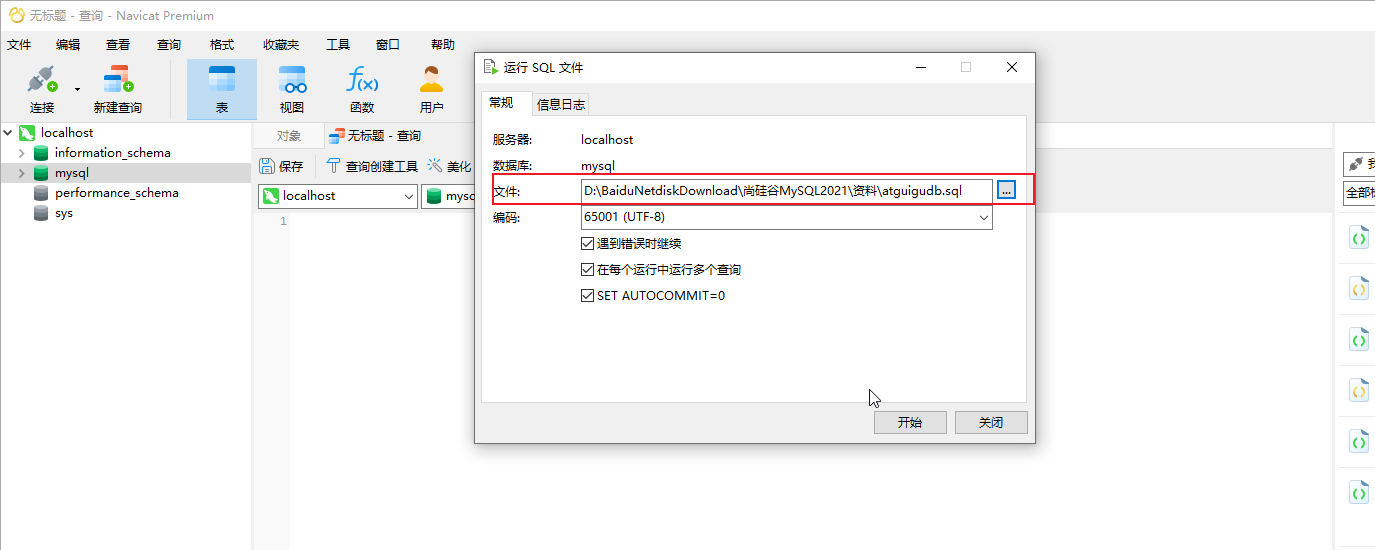 无标题 - 查询 - Navicat Premium
文件 编辑 查看 查询 格式 收藏夹 工具 窗口 帮助
连接 新建查询 表 视图 f(x) 函数 用户
localhost
information_schema
mysql
performance_schema
sys
对象 无标题 - 查询
保存 查询创建工具 美化
localhost
1
运行 SQL 文件
常规 信息日志
服务器: localhost
数据库: mysql
文件: D:\BaiduNetdiskDownload\尚硅谷MySQL2021\资料\atguigudb.sql ...
编码: 65001 (UTF-8)
遇到错误时继续
在每个运行中运行多个查询
SET AUTOCOMMIT=0
开始 关闭